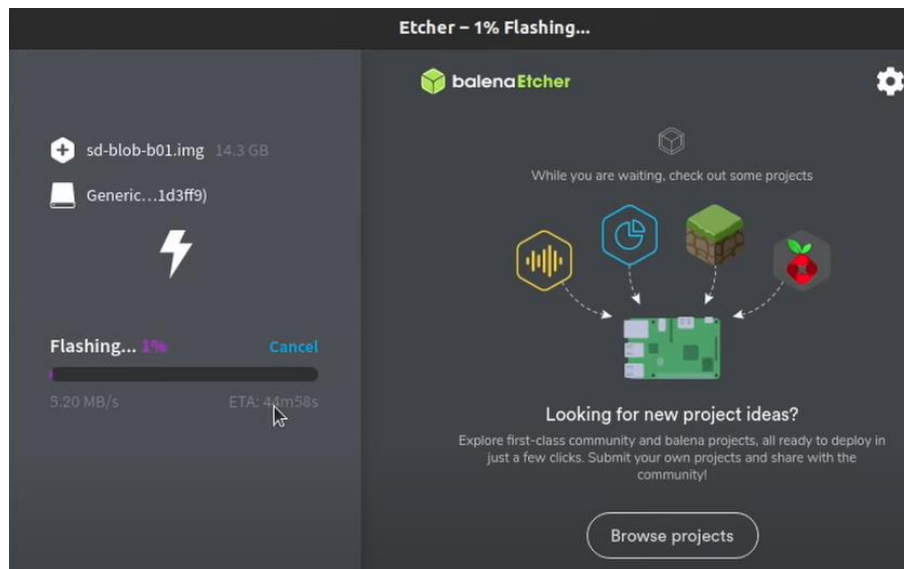 Etcher – 1% Flashing...
balenaEtcher
sd-blob-b01.img 14.3 GB
Generic...1d3ff9)
Flashing... 1%
Cancel
5.20 MB/s
ETA: 44m58s
While you are waiting, check out some projects
Looking for new project ideas?
Explore first-class community and balena projects, all ready to deploy in
just a few clicks. Submit your own projects and share with the
community!
Browse projects